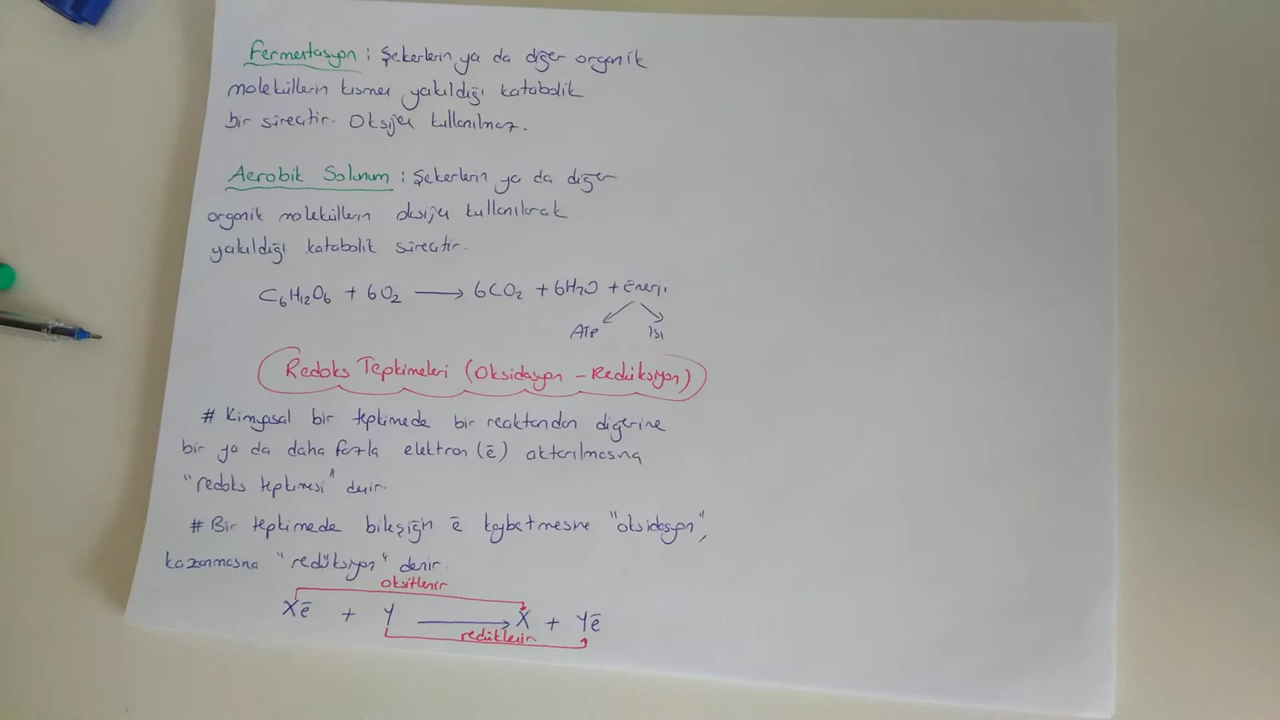 Fermentasyon : Şekerlerin ya da diğer organik
moleküllerin kısmen yakıldığı katabolik
bir süreçtir. Oksijen kullanılmaz.
Aerobik Solunum : Şekerlerin ya da diğer
organik moleküllerin oksijen kullanılarak
yakıldığı katabolik süreçtir.
C₆H₁₂O₆ + 6O₂ ⟶ 6CO₂ + 6H₂O + Enerji
ATP Isı
Redoks Tepkimeleri (Oksidasyon - Redüksiyon)
# Kimyasal bir tepkimede bir reaktandan diğerine
bir ya da daha fazla elektron (ē) aktarılmasına
"redoks tepkimesi" denir.
# Bir tepkimede bileşiğin ē kaybetmesine "oksidasyon",
kazanmasına "redüksiyon" denir.
oksitlenir
Xē + Y ⟶ X + Yē
redüklenir